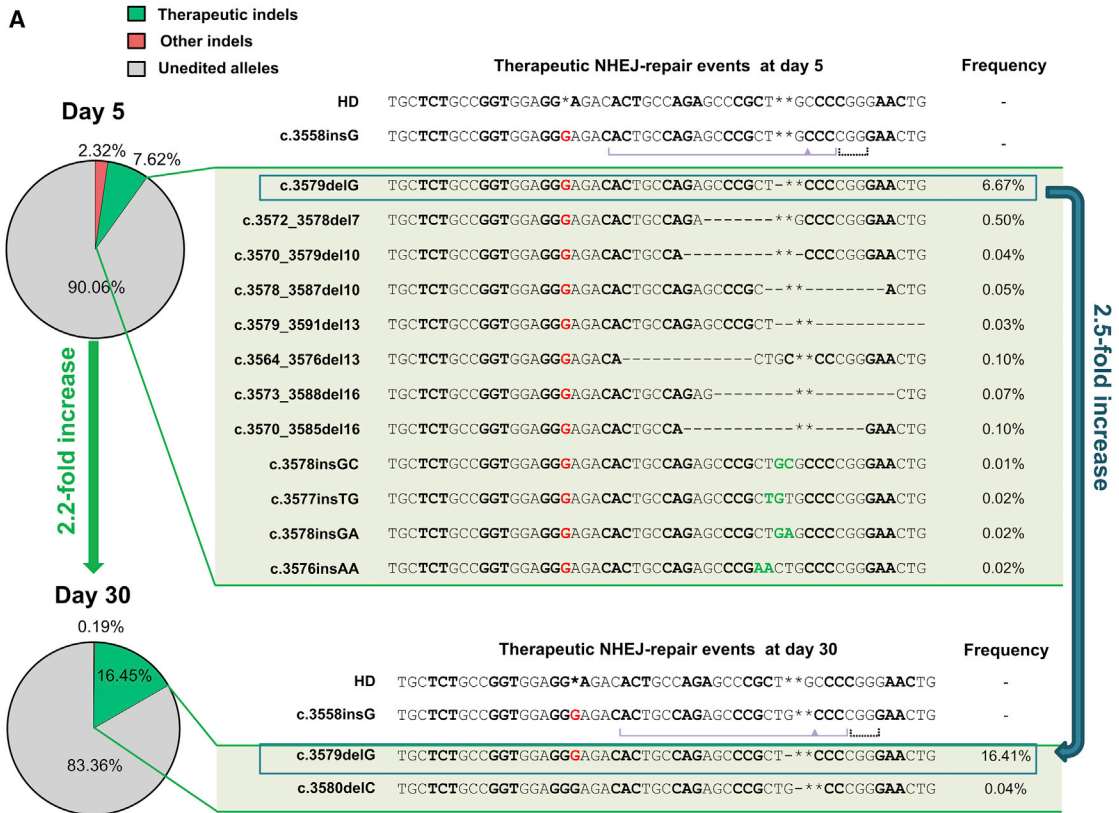 A
Therapeutic indels
Other indels
Unedited alleles
Therapeutic NHEJ-repair events at day 5 Frequency
HD TGCTCTGCCGGTGGAGG*AGACACTGCCAGAGCCCGCT**GCCCCGGGAACTG -
Day 5
c.3558insG TGCTCTGCCGGTGGAGGGAGACACTGCCAGAGCCCGCT**GCCCCGGGAACTG -
2.32% 7.62%
c.3579delG TGCTCTGCCGGTGGAGGGAGACACTGCCAGAGCCCGCT-**CCCCGGGAACTG 6.67%
c.3572_3578del7 TGCTCTGCCGGTGGAGGGAGACACTGCCAGA-------**GCCCCGGGAACTG 0.50%
c.3570_3579del10 TGCTCTGCCGGTGGAGGGAGACACTGCCA---------**-CCCCGGGAACTG 0.04%
90.06%
c.3578_3587del10 TGCTCTGCCGGTGGAGGGAGACACTGCCAGAGCCCGC-**---------ACTG 0.05%
c.3579_3591del13 TGCTCTGCCGGTGGAGGGAGACACTGCCAGAGCCCGCT-**------------ 0.03%
c.3564_3576del13 TGCTCTGCCGGTGGAGGGAGACA-------------CTGC**CCCCGGGAACTG 0.10%
c.3573_3588del16 TGCTCTGCCGGTGGAGGGAGACACTGCCAGAG-------**---------CTG 0.07%
c.3570_3585del16 TGCTCTGCCGGTGGAGGGAGACACTGCCA---------**-------GAACTG 0.10%
c.3578insGC TGCTCTGCCGGTGGAGGGAGACACTGCCAGAGCCCGCTGCGCCCCGGGAACTG 0.01%
c.3577insTG TGCTCTGCCGGTGGAGGGAGACACTGCCAGAGCCCGCTGTGCCCCGGGAACTG 0.02%
c.3578insGA TGCTCTGCCGGTGGAGGGAGACACTGCCAGAGCCCGCTGAGCCCCGGGAACTG 0.02%
c.3576insAA TGCTCTGCCGGTGGAGGGAGACACTGCCAGAGCCCGAACTGCCCCGGGAACTG 0.02%
2.2-fold increase
2.5-fold increase
Day 30
0.19%
16.45%
83.36%
Therapeutic NHEJ-repair events at day 30 Frequency
HD TGCTCTGCCGGTGGAGG*AGACACTGCCAGAGCCCGCT**GCCCCGGGAACTG -
c.3558insG TGCTCTGCCGGTGGAGGGAGACACTGCCAGAGCCCGCTG**CCCCGGGAACTG -
c.3579delG TGCTCTGCCGGTGGAGGGAGACACTGCCAGAGCCCGCT-**CCCCGGGAACTG 16.41%
c.3580delC TGCTCTGCCGGTGGAGGGAGACACTGCCAGAGCCCGCTG-**CCCGGGAACTG 0.04%